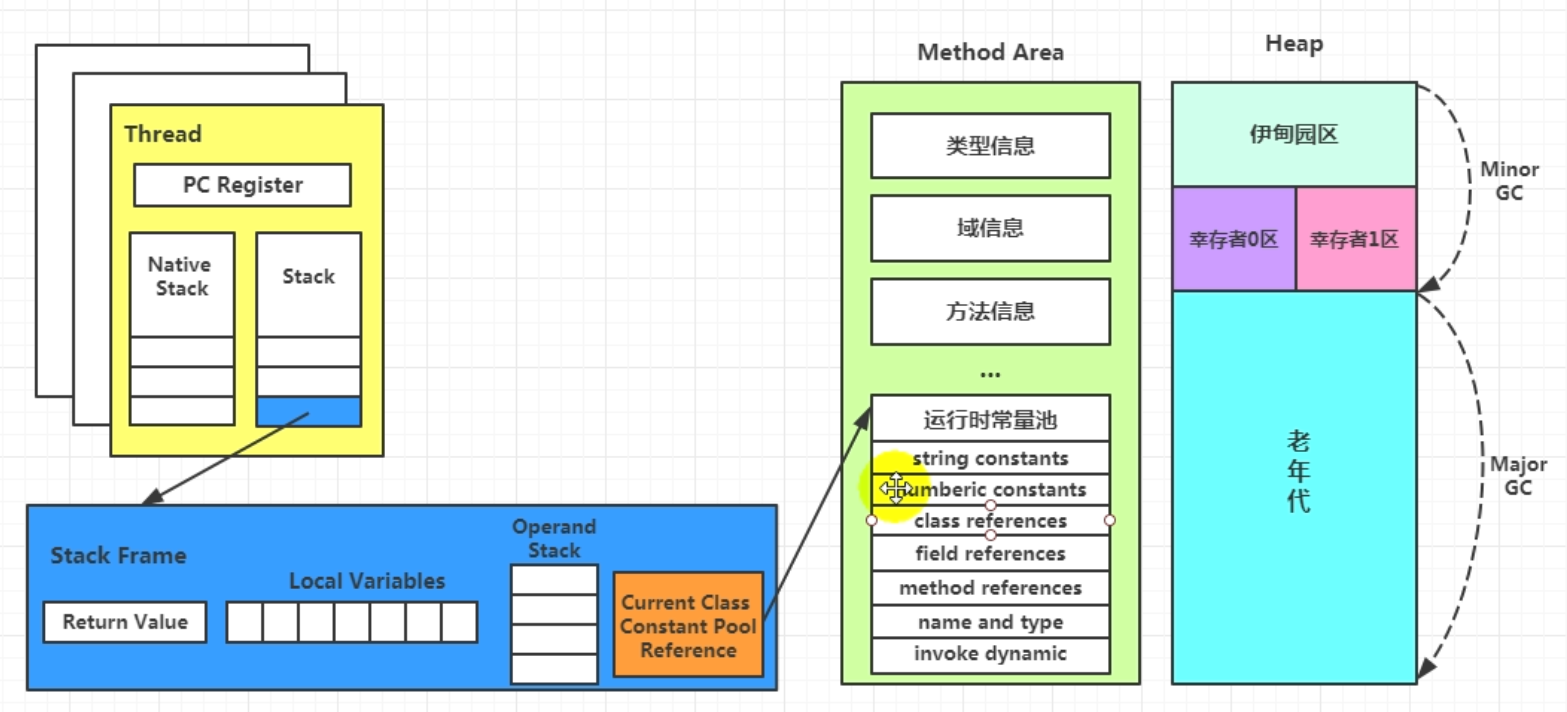 Thread
PC Register
Native
Stack
Stack
Stack Frame
Return Value
Local Variables
Operand
Stack
Current Class
Constant Pool
Reference
Method Area
类型信息
域信息
方法信息
...
运行时常量池
string constants
numberic constants
class references
field references
method references
name and type
invoke dynamic
Heap
伊甸园区
幸存者0区
幸存者1区
老
年
代
Minor
GC
Major
GC